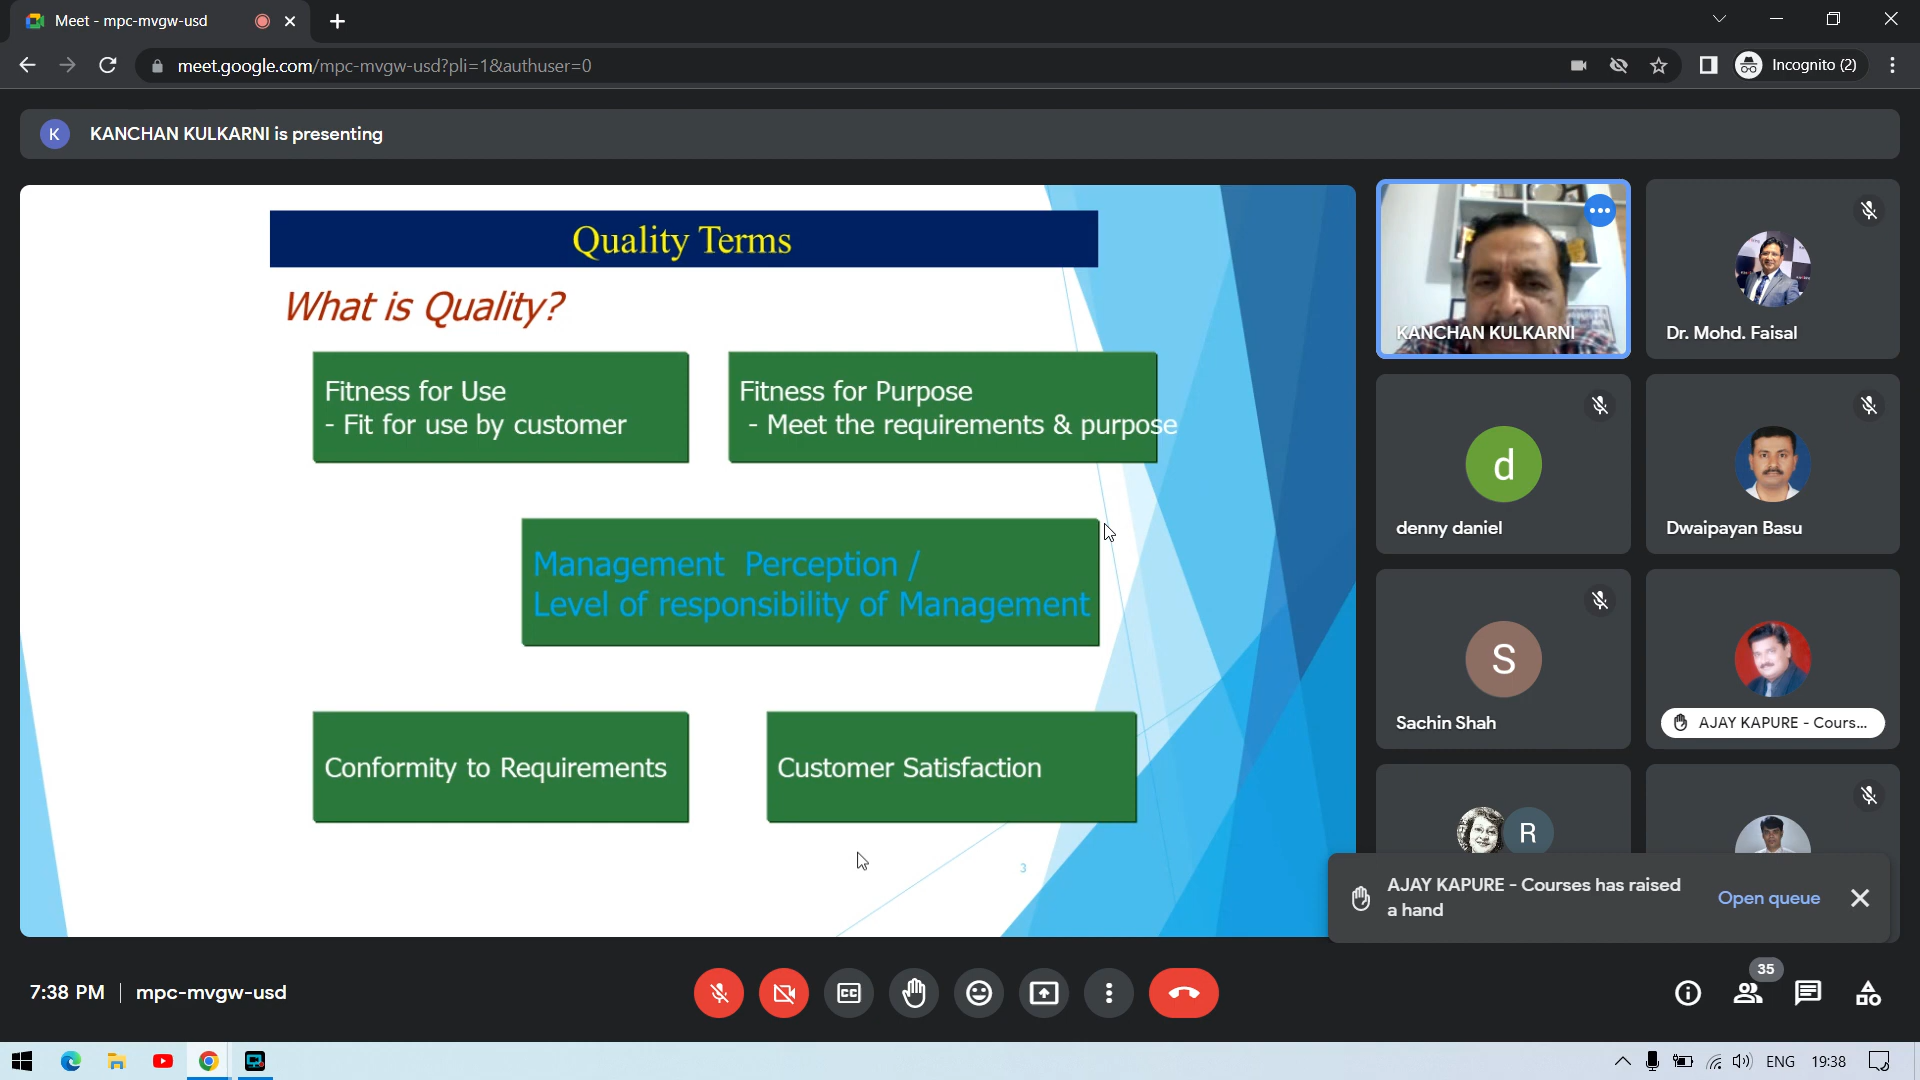 Meet - mpc-mvgw-usd
meet.google.com/mpc-mvgw-usd?pli=1&authuser=0
Incognito (2)
K
KANCHAN KULKARNI is presenting
Quality Terms
What is Quality?
Fitness for Use
- Fit for use by customer
Fitness for Purpose
- Meet the requirements & purpose
Management Perception /
Level of responsibility of Management
Conformity to Requirements
Customer Satisfaction
3
KANCHAN KULKARNI
Dr. Mohd. Faisal
d
denny daniel
Dwaipayan Basu
S
Sachin Shah
AJAY KAPURE - Cours...
R
AJAY KAPURE - Courses has raised
a hand
Open queue
7:38 PM | mpc-mvgw-usd
CC
35
ENG
19:38